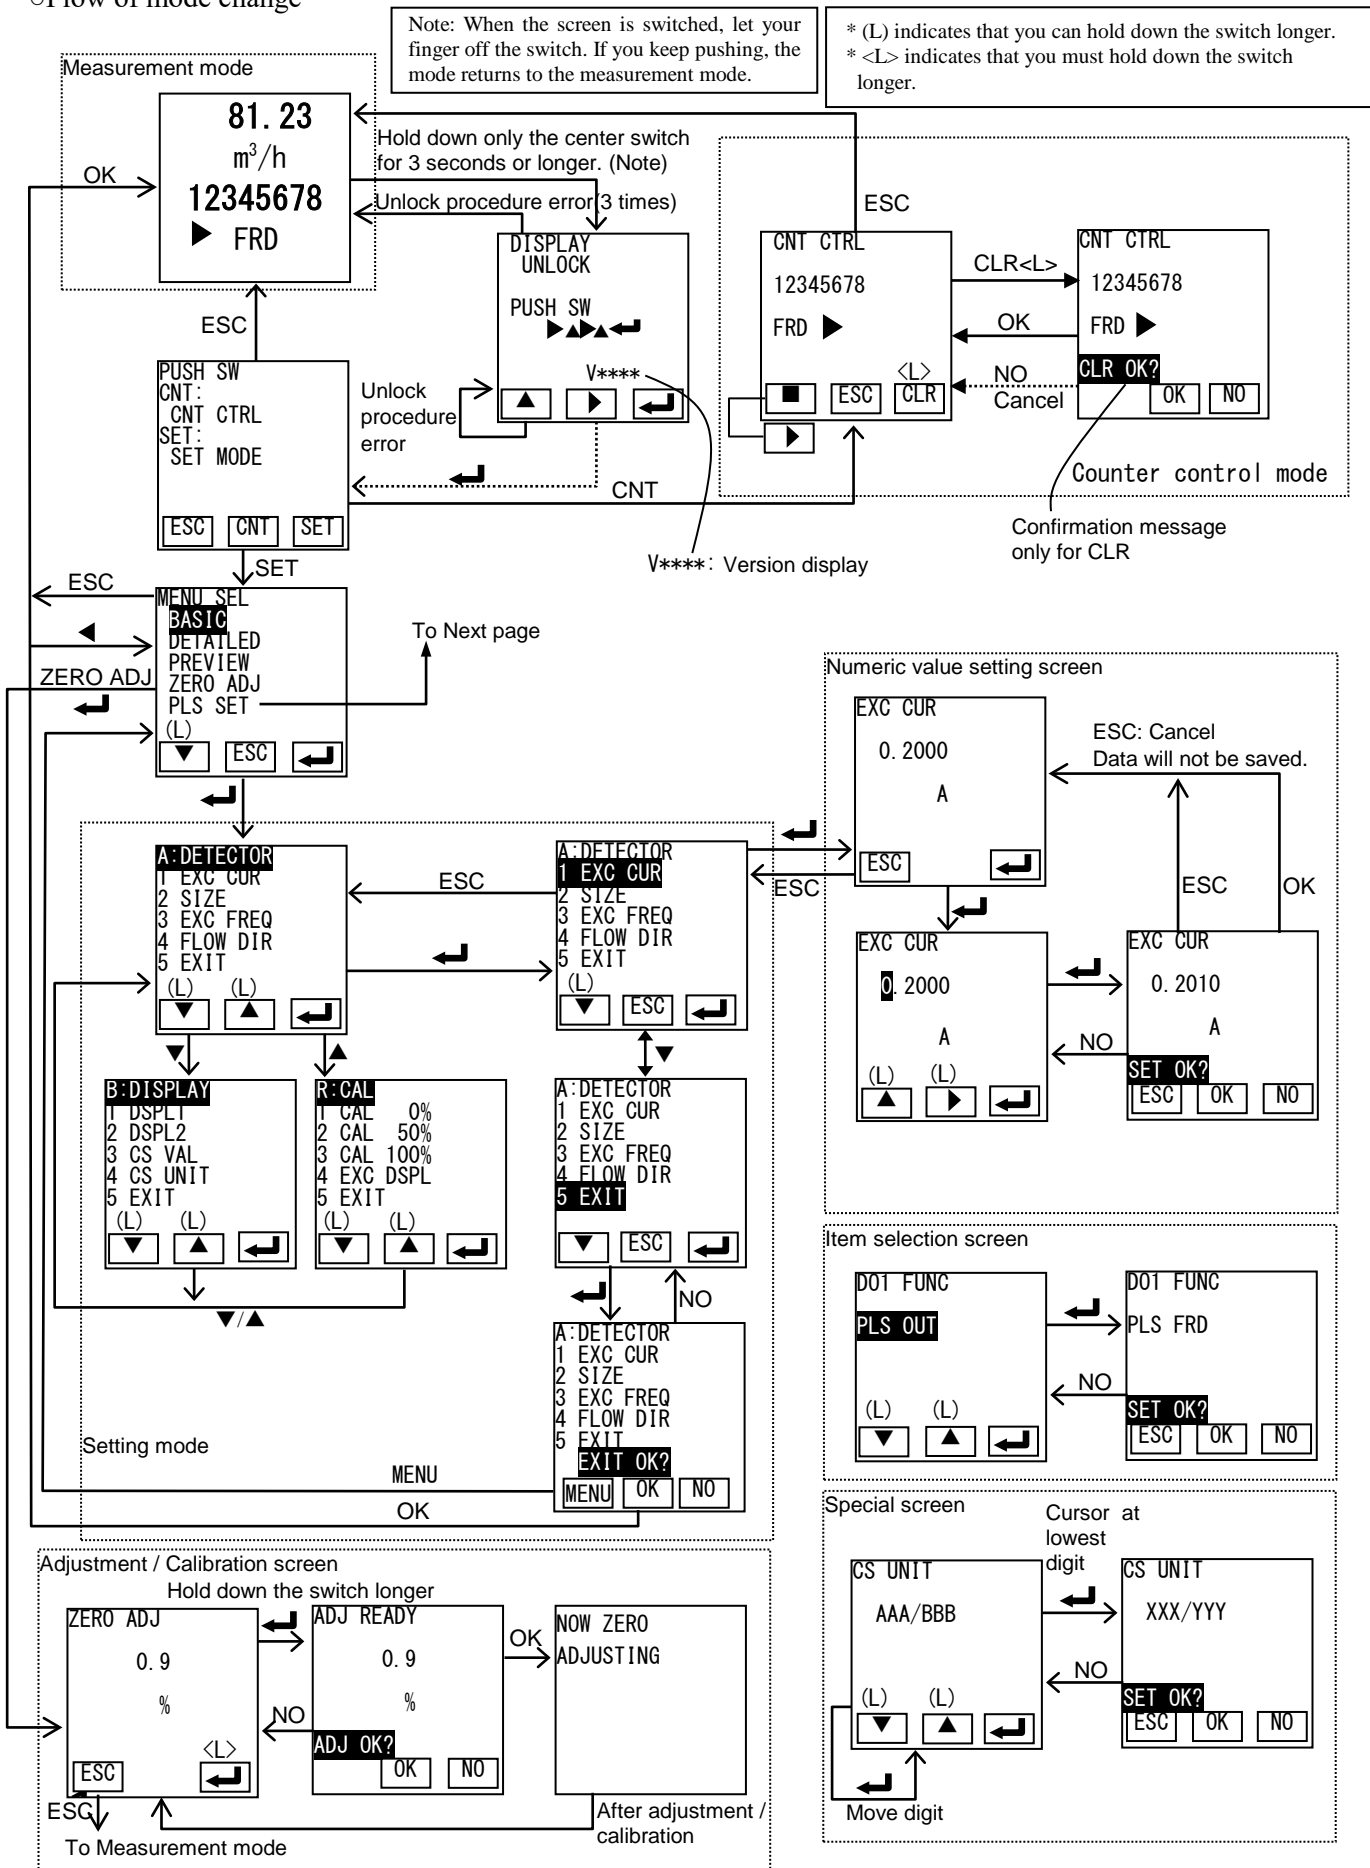 ○Flow of mode change
Note: When the screen is switched, let your
finger off the switch. If you keep pushing, the
mode returns to the measurement mode.
* (L) indicates that you can hold down the switch longer.
* <L> indicates that you must hold down the switch
longer.
Measurement mode
81.23
m³/h
12345678
▶ FRD
OK
Hold down only the center switch
for 3 seconds or longer. (Note)
Unlock procedure error(3 times)
ESC
DISPLAY
UNLOCK
PUSH SW
▶▲▶▲↵
V****
▲ ▶ ↵
Unlock
procedure
error
↵
PUSH SW
CNT:
CNT CTRL
SET:
SET MODE
ESC CNT SET
CNT
V****: Version display
ESC
CNT CTRL
12345678
FRD ▶
<L>
■ ESC CLR
▶
CLR<L>
OK
NO
Cancel
CNT CTRL
12345678
FRD ▶
CLR OK?
OK NO
Counter control mode
Confirmation message
only for CLR
SET
ESC
◀
ZERO ADJ
↵
MENU SEL
BASIC
DETAILED
PREVIEW
ZERO ADJ
PLS SET
(L)
▼ ESC ↵
To Next page
↵
A:DETECTOR
1 EXC CUR
2 SIZE
3 EXC FREQ
4 FLOW DIR
5 EXIT
(L) (L)
▼ ▲ ↵
ESC
↵
A:DETECTOR
1 EXC CUR
2 SIZE
3 EXC FREQ
4 FLOW DIR
5 EXIT
(L)
▼ ESC ↵
▼ ▲
▼
B:DISPLAY
1 DSPL1
2 DSPL2
3 CS VAL
4 CS UNIT
5 EXIT
(L) (L)
▼ ▲ ↵
R:CAL
1 CAL 0%
2 CAL 50%
3 CAL 100%
4 EXC DSPL
5 EXIT
(L) (L)
▼ ▲ ↵
▼/▲
A:DETECTOR
1 EXC CUR
2 SIZE
3 EXC FREQ
4 FLOW DIR
5 EXIT
▼ ESC ↵
↵ NO
A:DETECTOR
1 EXC CUR
2 SIZE
3 EXC FREQ
4 FLOW DIR
5 EXIT
EXIT OK?
MENU OK NO
Setting mode
MENU
OK
Numeric value setting screen
↵
ESC
EXC CUR
0.2000
A
ESC ↵
ESC: Cancel
Data will not be saved.
↵
ESC OK
EXC CUR
0.2000
A
(L) (L)
▲ ▶ ↵
↵
NO
EXC CUR
0.2010
A
SET OK?
ESC OK NO
Item selection screen
DO1 FUNC
PLS OUT
(L) (L)
▼ ▲ ↵
↵
NO
DO1 FUNC
PLS FRD
SET OK?
ESC OK NO
Special screen
Cursor at
lowest
digit
CS UNIT
AAA/BBB
(L) (L)
▼ ▲ ↵
↵
NO
CS UNIT
XXX/YYY
SET OK?
ESC OK NO
↵
Move digit
Adjustment / Calibration screen
Hold down the switch longer
ZERO ADJ
0.9
%
<L>
ESC ↵
↵
NO
ADJ READY
0.9
%
ADJ OK?
OK NO
OK
NOW ZERO
ADJUSTING
ESC
To Measurement mode
After adjustment /
calibration